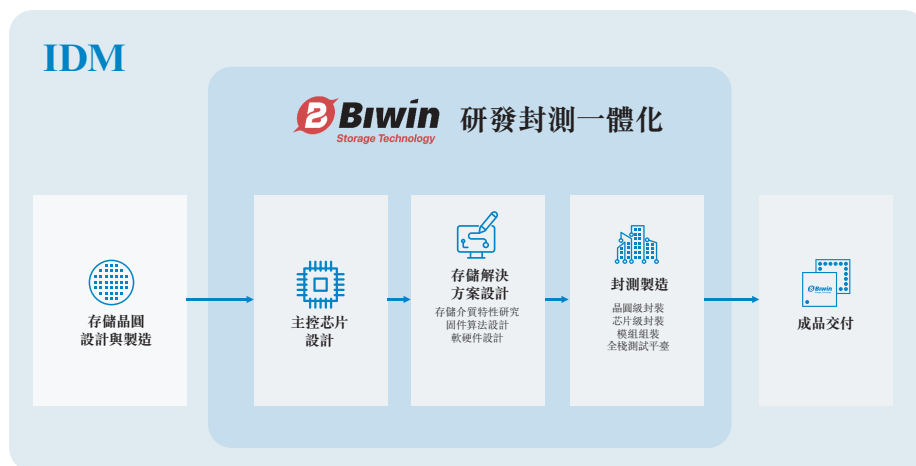 IDM
Biwin 研發封測一體化
Storage Technology
存儲晶圓
設計與製造
主控芯片
設計
存儲解決
方案設計
存儲介質特性研究
固件算法設計
軟硬件設計
封測製造
晶圓級封裝
芯片級封裝
模組組裝
全棧測試平臺
Biwin
成品交付